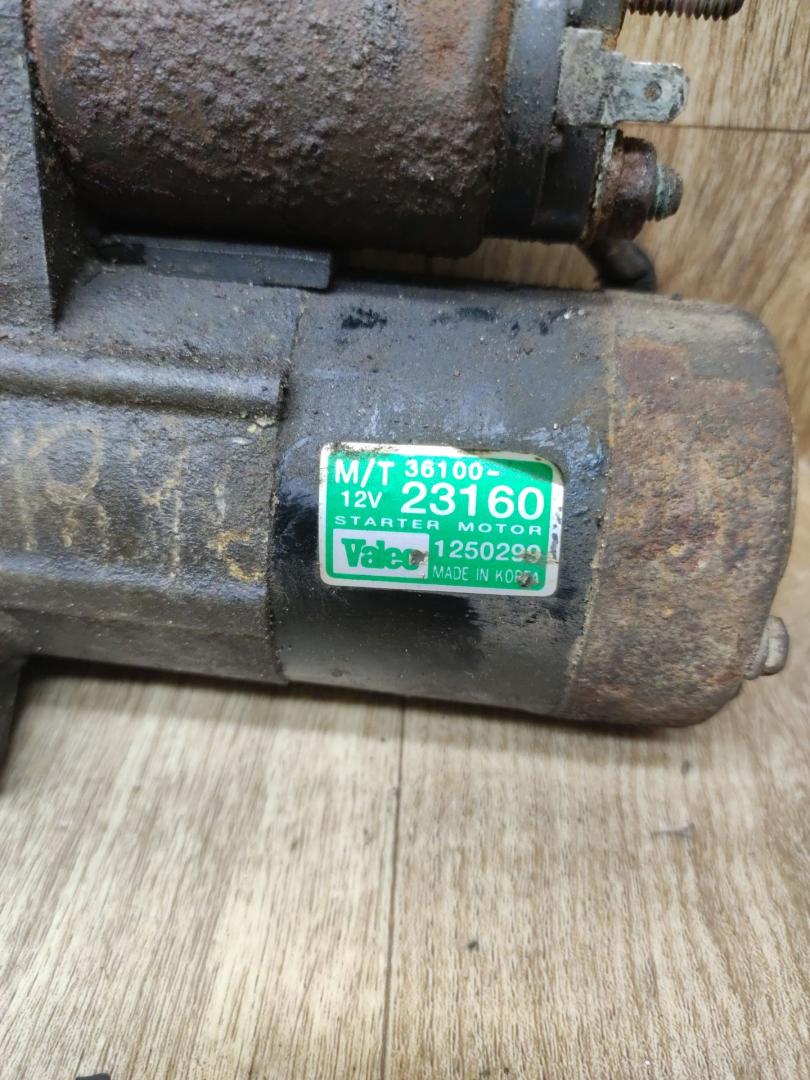 M/T 36100-
12V 23160
STARTER MOTOR
Valeo 1250299
MADE IN KOREA